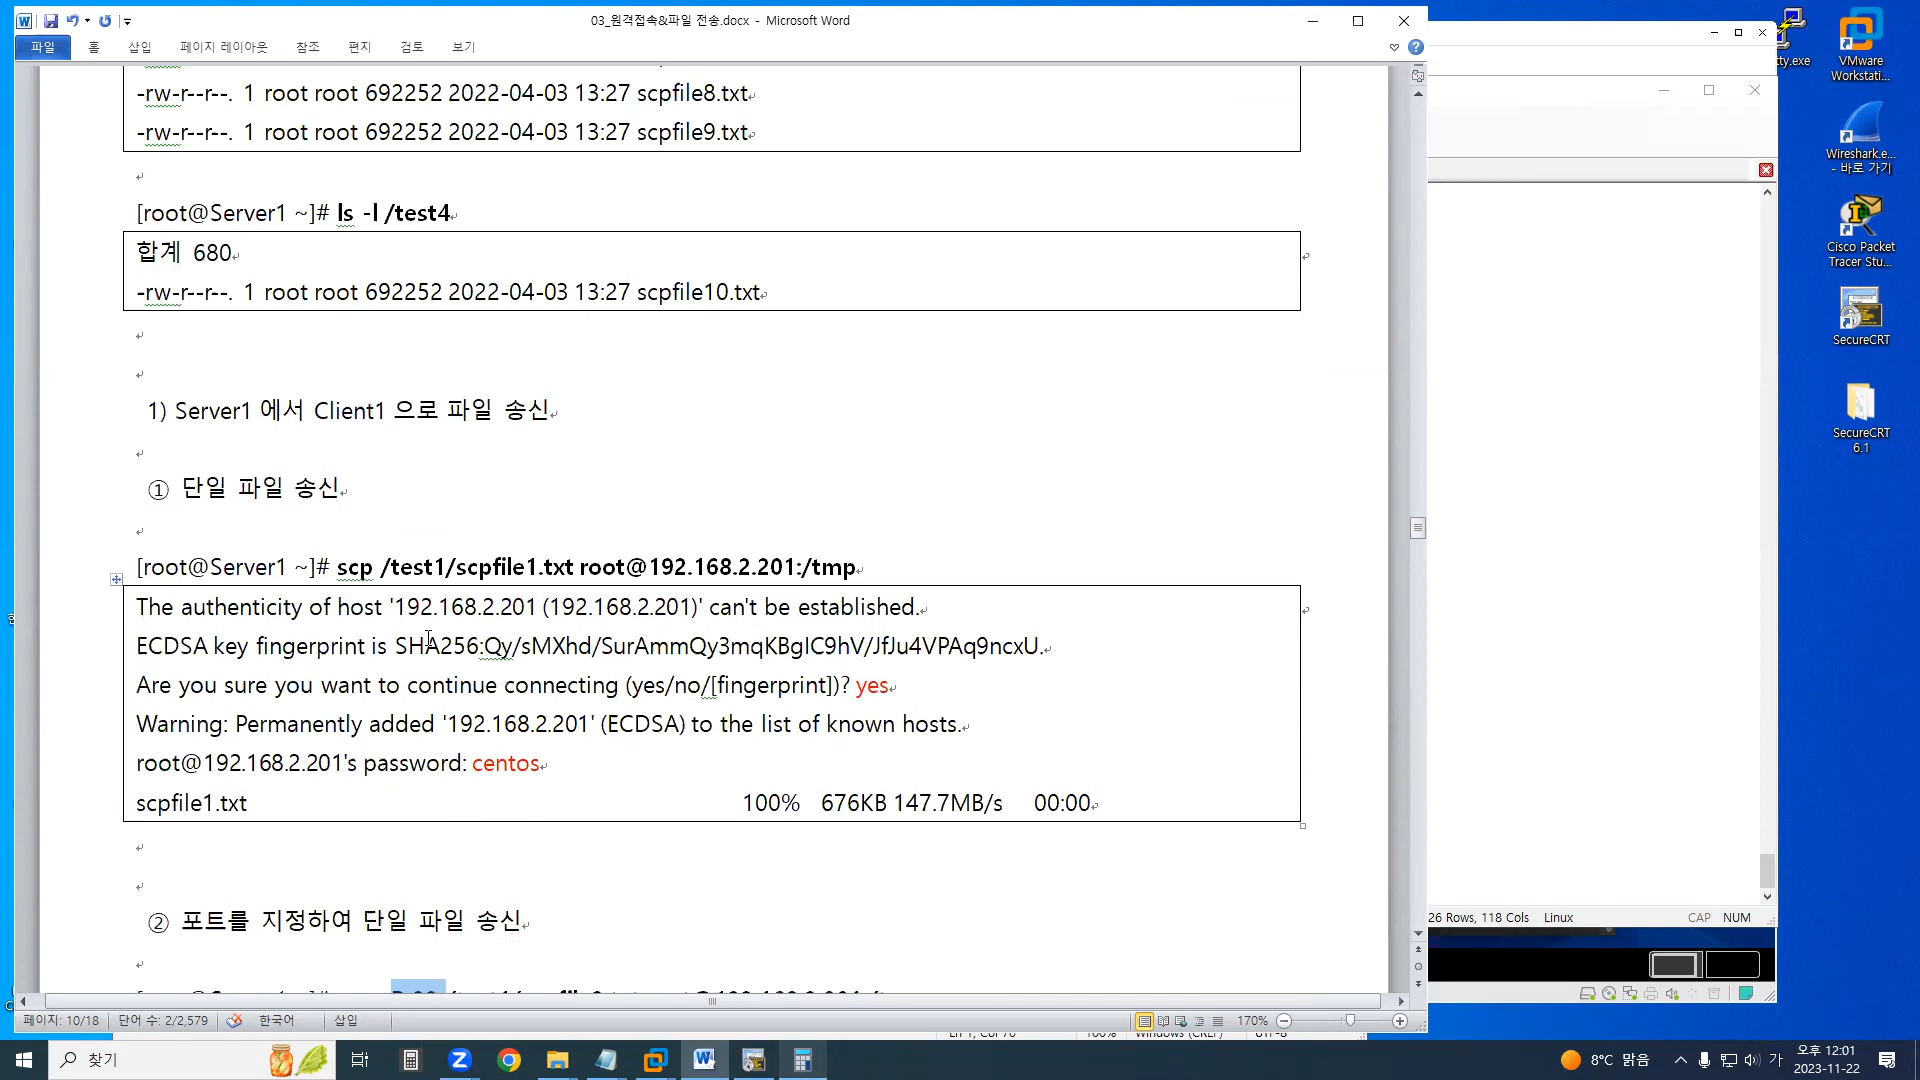 03_원격접속&파일 전송.docx - Microsoft Word
파일 홈 삽입 페이지 레이아웃 참조 편지 검토 보기
-rw-r--r--. 1 root root 692252 2022-04-03 13:27 scpfile8.txt
-rw-r--r--. 1 root root 692252 2022-04-03 13:27 scpfile9.txt
[root@Server1 ~]# ls -l /test4
합계 680
-rw-r--r--. 1 root root 692252 2022-04-03 13:27 scpfile10.txt
1) Server1 에서 Client1 으로 파일 송신
① 단일 파일 송신
[root@Server1 ~]# scp /test1/scpfile1.txt root@192.168.2.201:/tmp
The authenticity of host '192.168.2.201 (192.168.2.201)' can't be established.
ECDSA key fingerprint is SHA256:Qy/sMXhd/SurAmmQy3mqKBgIC9hV/JfJu4VPAq9ncxU.
Are you sure you want to continue connecting (yes/no/[fingerprint])? yes
Warning: Permanently added '192.168.2.201' (ECDSA) to the list of known hosts.
root@192.168.2.201's password: centos
scpfile1.txt 100% 676KB 147.7MB/s 00:00
② 포트를 지정하여 단일 파일 송신
페이지: 10/18 단어 수: 2/2,579 한국어 삽입 170%
26 Rows, 118 Cols Linux CAP NUM
tty.exe
VMware
Workstati...
Wireshark.e...
- 바로 가기
Cisco Packet
Tracer Stu...
SecureCRT
SecureCRT
6.1
찾기
8°C 맑음
가
오후 12:01
2023-11-22